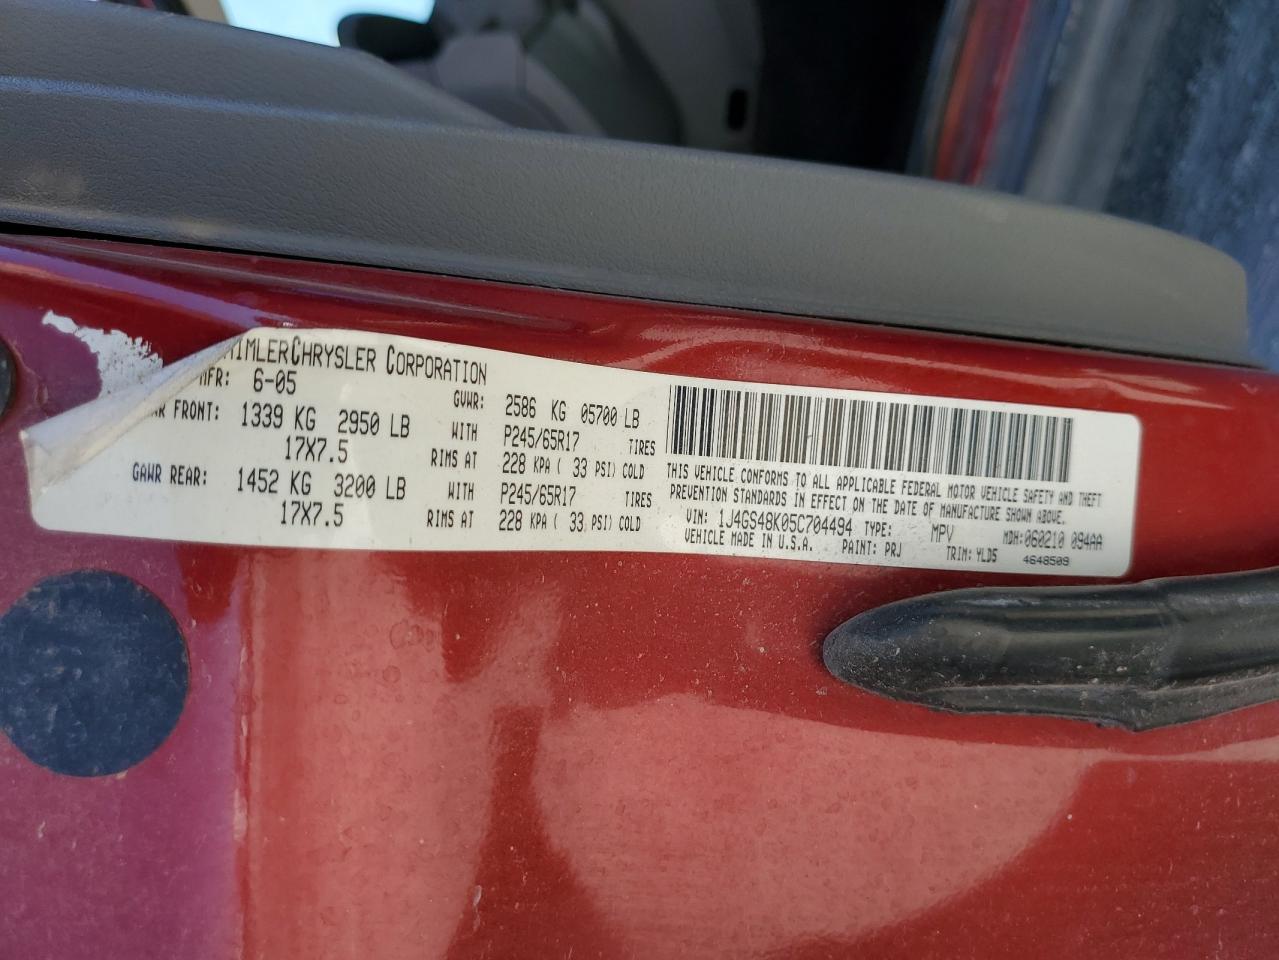 IMLERCHRYSLER CORPORATION
MFR: 6-05 GVWR: 2586 KG 05700 LB
FRONT: 1339 KG 2950 LB WITH P245/65R17 TIRES
17X7.5 RIMS AT 228 KPA ( 33 PSI) COLD
GAWR REAR: 1452 KG 3200 LB WITH P245/65R17 TIRES
17X7.5 RIMS AT 228 KPA ( 33 PSI) COLD
THIS VEHICLE CONFORMS TO ALL APPLICABLE FEDERAL MOTOR VEHICLE SAFETY AND THEFT
PREVENTION STANDARDS IN EFFECT ON THE DATE OF MANUFACTURE SHOWN ABOVE.
VIN: 1J4GS48K05C704494 TYPE: MPV MDH:060210 094AA
VEHICLE MADE IN U.S.A. PAINT: PRJ TRIM: YLD5 4648509